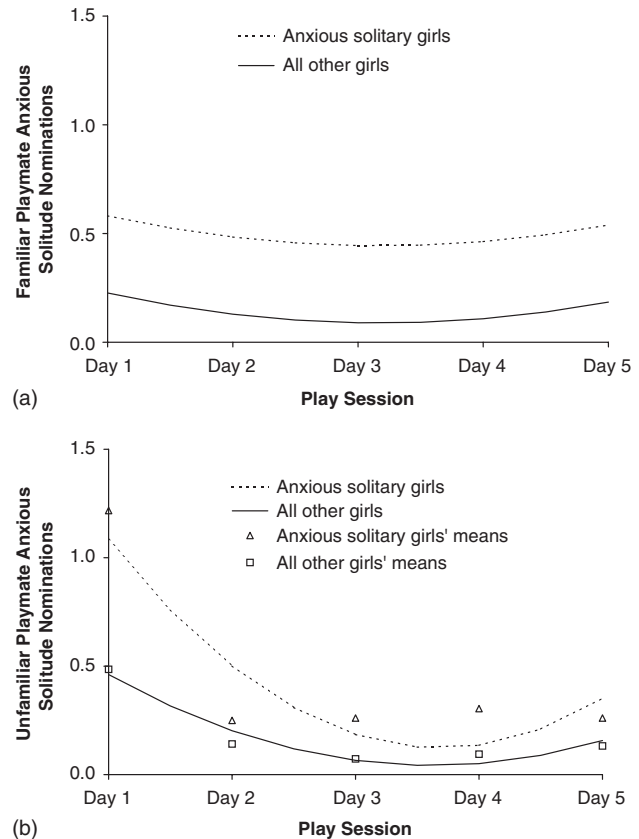 1.5
Anxious solitary girls
All other girls
1.0
0.5
0.0
Familiar Playmate Anxious
Solitude Nominations
Day 1 Day 2 Day 3 Day 4 Day 5
Play Session
(a)
1.5
Anxious solitary girls
All other girls
Anxious solitary girls' means
All other girls' means
1.0
0.5
0.0
Unfamiliar Playmate Anxious
Solitude Nominations
Day 1 Day 2 Day 3 Day 4 Day 5
Play Session
(b)